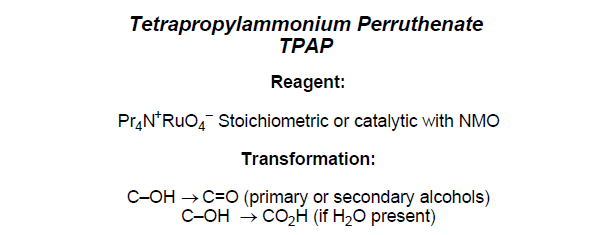 Tetrapropylammonium Perruthenate
TPAP
Reagent:
Pr₄N⁺RuO₄⁻ Stoichiometric or catalytic with NMO
Transformation:
C–OH → C=O (primary or secondary alcohols)
C–OH → CO₂H (if H₂O present)